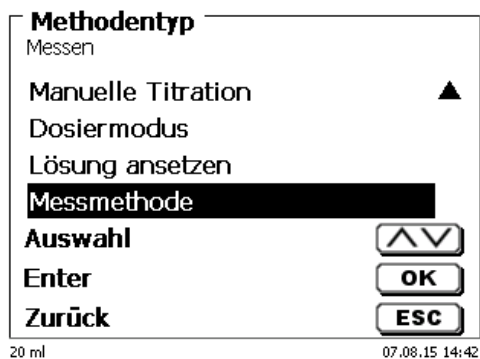 Methodentyp
Messen
Manuelle Titration
Dosiermodus
Lösung ansetzen
Messmethode
Auswahl
Enter OK
Zurück ESC
20 ml 07.08.15 14:42